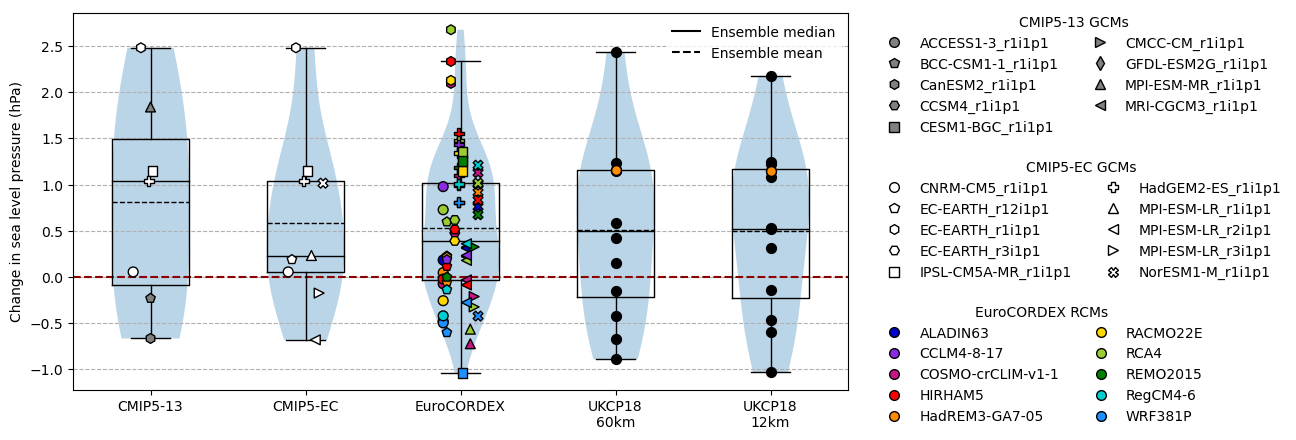 Change in sea level pressure (hPa)
2.5
2.0
1.5
1.0
0.5
0.0
−0.5
−1.0
CMIP5-13
CMIP5-EC
EuroCORDEX
UKCP18
60km
UKCP18
12km
Ensemble median
Ensemble mean
CMIP5-13 GCMs
ACCESS1-3_r1i1p1
BCC-CSM1-1_r1i1p1
CanESM2_r1i1p1
CCSM4_r1i1p1
CESM1-BGC_r1i1p1
CMCC-CM_r1i1p1
GFDL-ESM2G_r1i1p1
MPI-ESM-MR_r1i1p1
MRI-CGCM3_r1i1p1
CMIP5-EC GCMs
CNRM-CM5_r1i1p1
EC-EARTH_r12i1p1
EC-EARTH_r1i1p1
EC-EARTH_r3i1p1
IPSL-CM5A-MR_r1i1p1
HadGEM2-ES_r1i1p1
MPI-ESM-LR_r1i1p1
MPI-ESM-LR_r2i1p1
MPI-ESM-LR_r3i1p1
NorESM1-M_r1i1p1
EuroCORDEX RCMs
ALADIN63
CCLM4-8-17
COSMO-crCLIM-v1-1
HIRHAM5
HadREM3-GA7-05
RACMO22E
RCA4
REMO2015
RegCM4-6
WRF381P